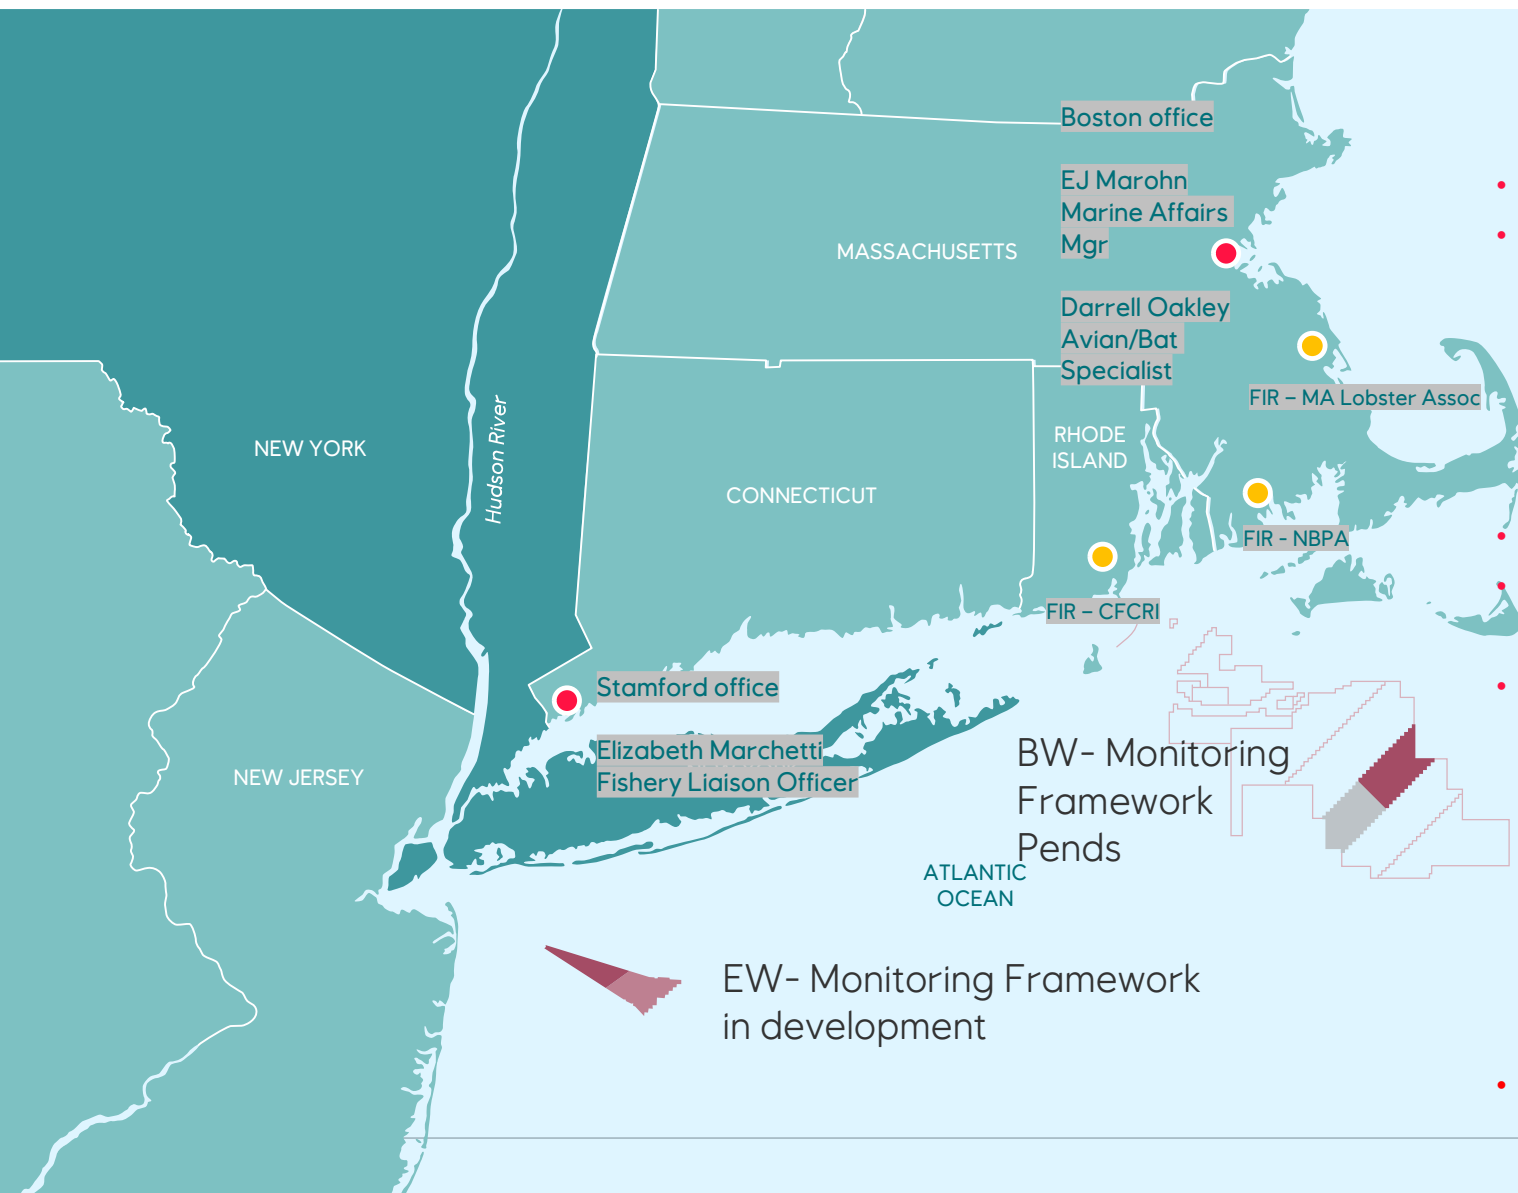 Boston office
EJ Marohn
Marine Affairs
Mgr
MASSACHUSETTS
Darrell Oakley
Avian/Bat
Specialist
FIR – MA Lobster Assoc
Hudson River
NEW YORK
RHODE
ISLAND
CONNECTICUT
FIR - NBPA
FIR – CFCRI
Stamford office
Elizabeth Marchetti
Fishery Liaison Officer
NEW JERSEY
BW- Monitoring
Framework
Pends
ATLANTIC
OCEAN
EW- Monitoring Framework
in development